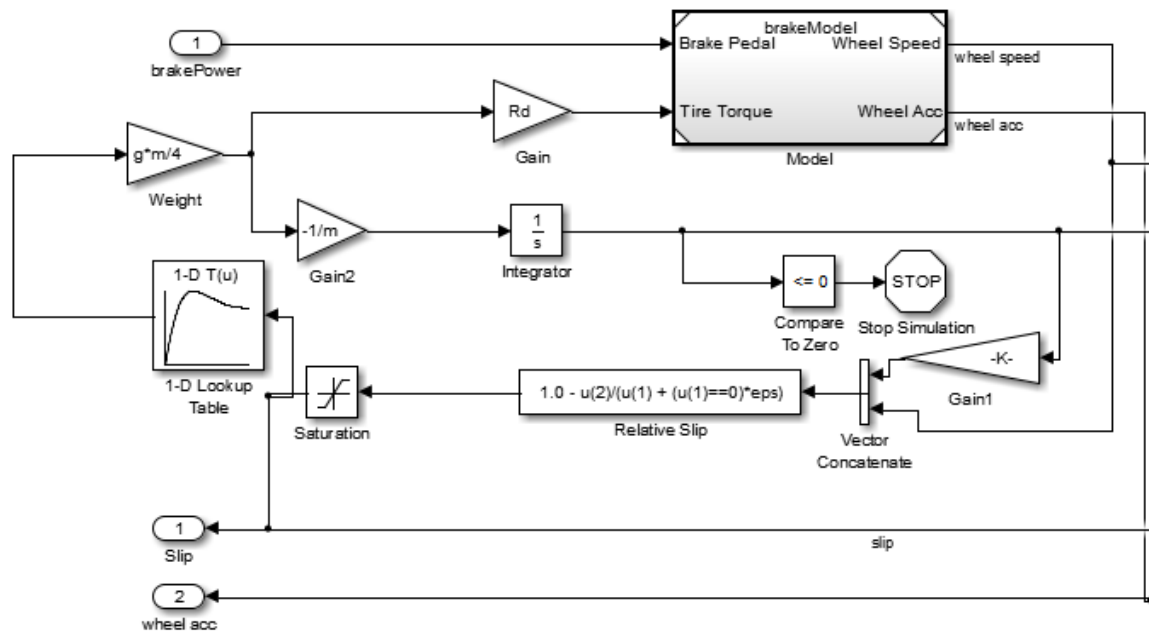 brakeModel
1
Brake Pedal
Wheel Speed
wheel speed
brakePower
Rd
Tire Torque
Wheel Acc
wheel acc
g*m/4
Gain
Model
Weight
-1/m
1
s
Gain2
Integrator
1-D T(u)
<= 0
STOP
Compare
To Zero
Stop Simulation
-K-
1-D Lookup
Table
1.0 - u(2)/(u(1) + (u(1)==0)*eps)
Gain1
Saturation
Relative Slip
Vector
Concatenate
1
Slip
slip
2
wheel acc